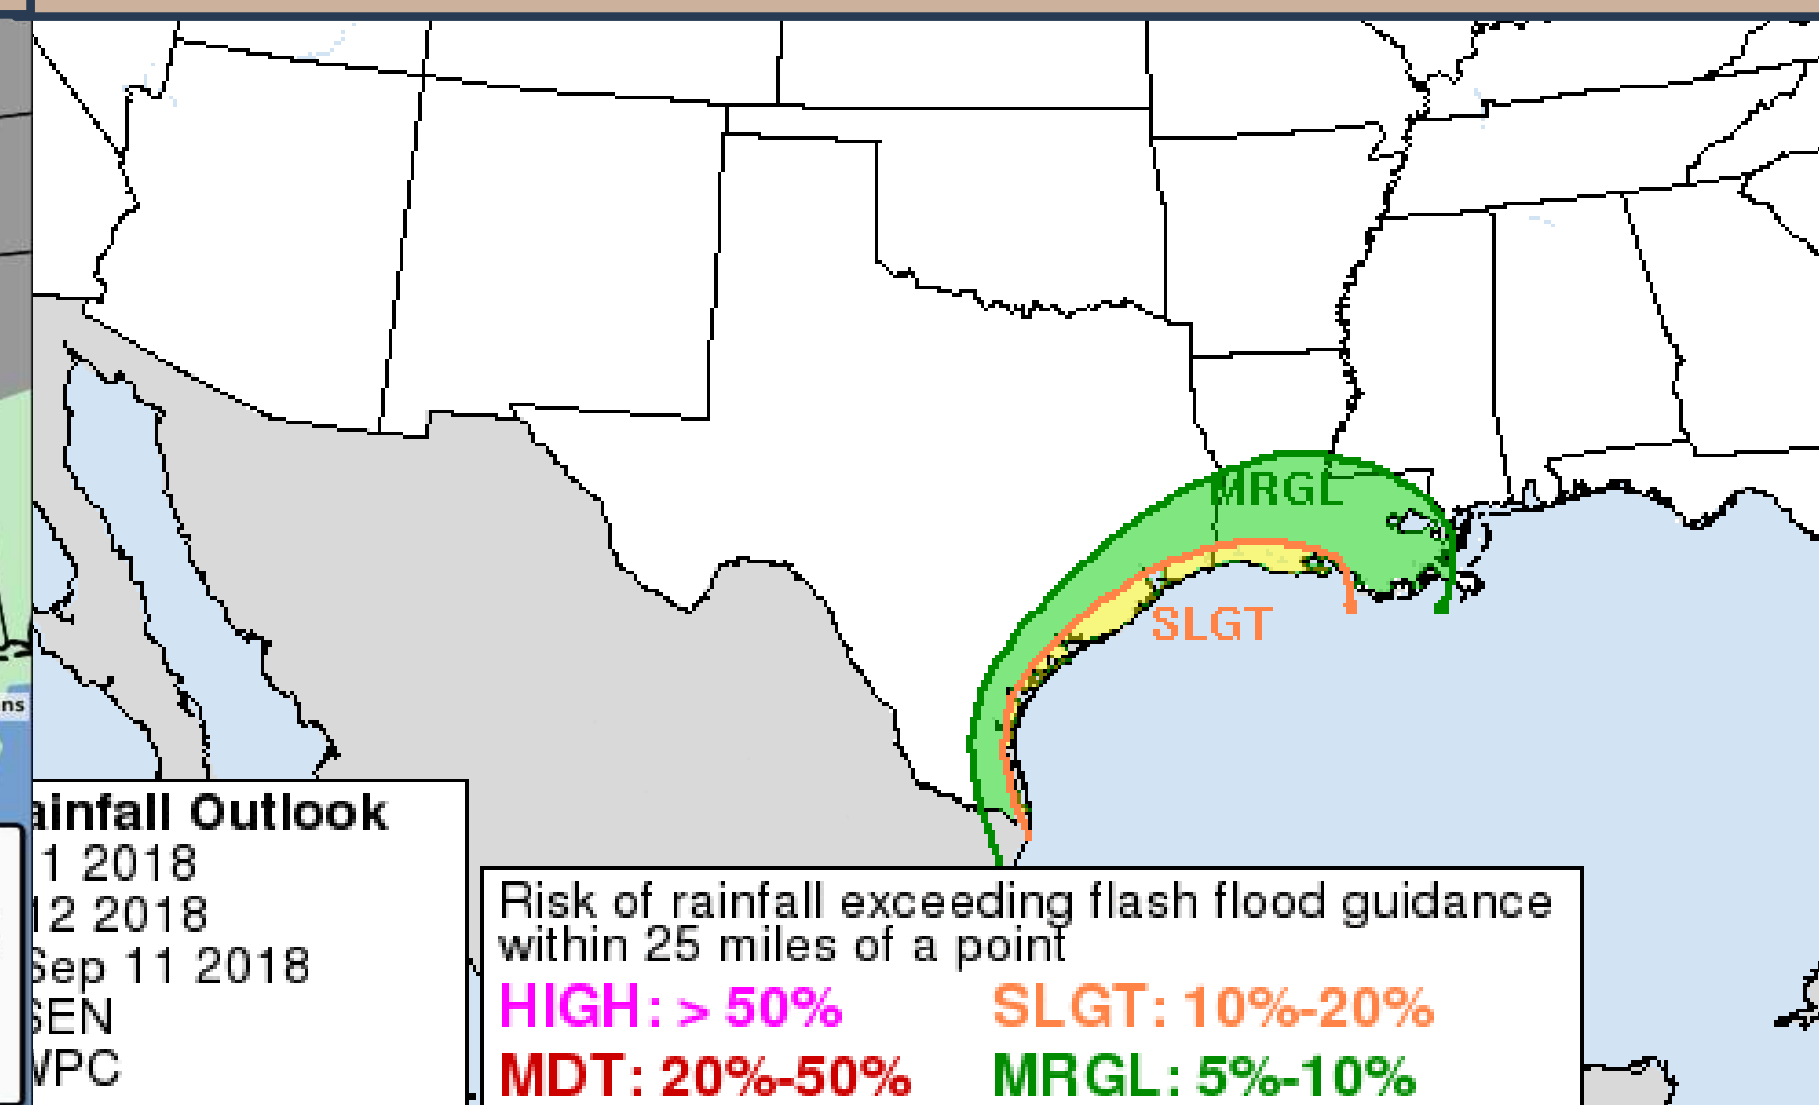 MRGL
SLGT
ns
ainfall Outlook
1 2018
12 2018
Sep 11 2018
SEN
WPC
Risk of rainfall exceeding flash flood guidance
within 25 miles of a point
HIGH: > 50% SLGT: 10%-20%
MDT: 20%-50% MRGL: 5%-10%